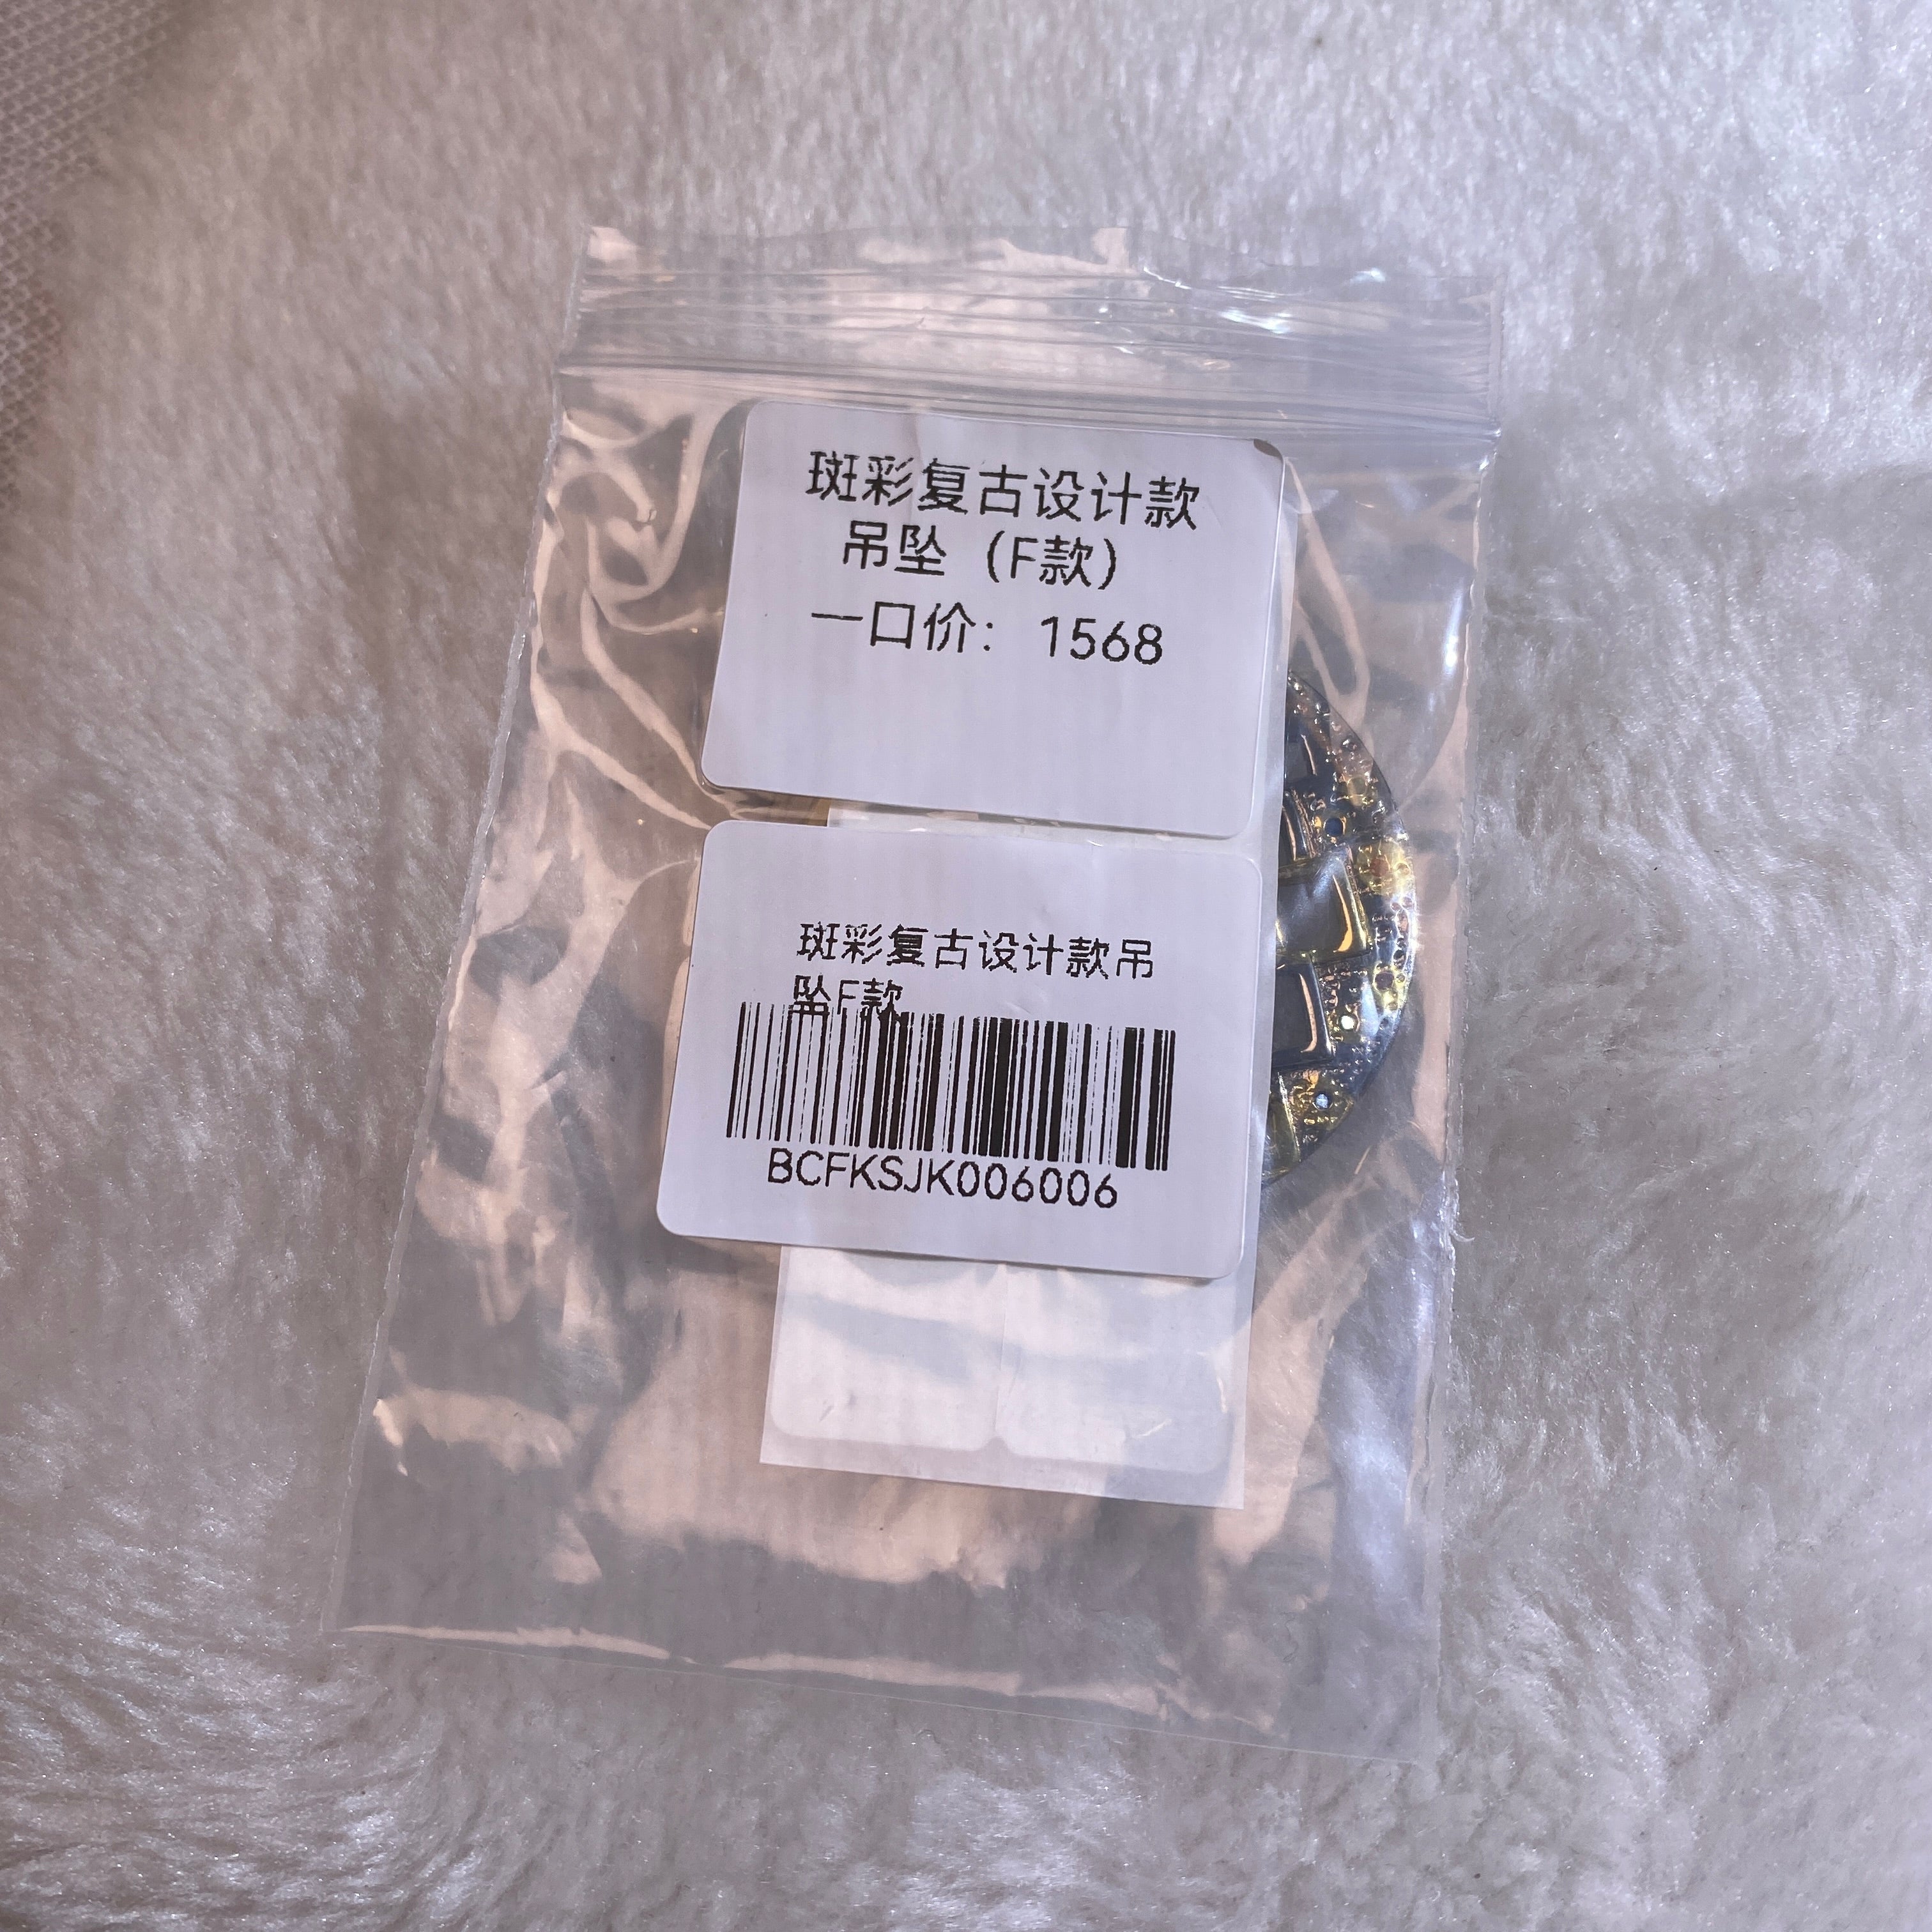 斑彩复古设计款
吊坠（F款）
一口价：1568
斑彩复古设计款吊
坠F款
BCFKSJK006006